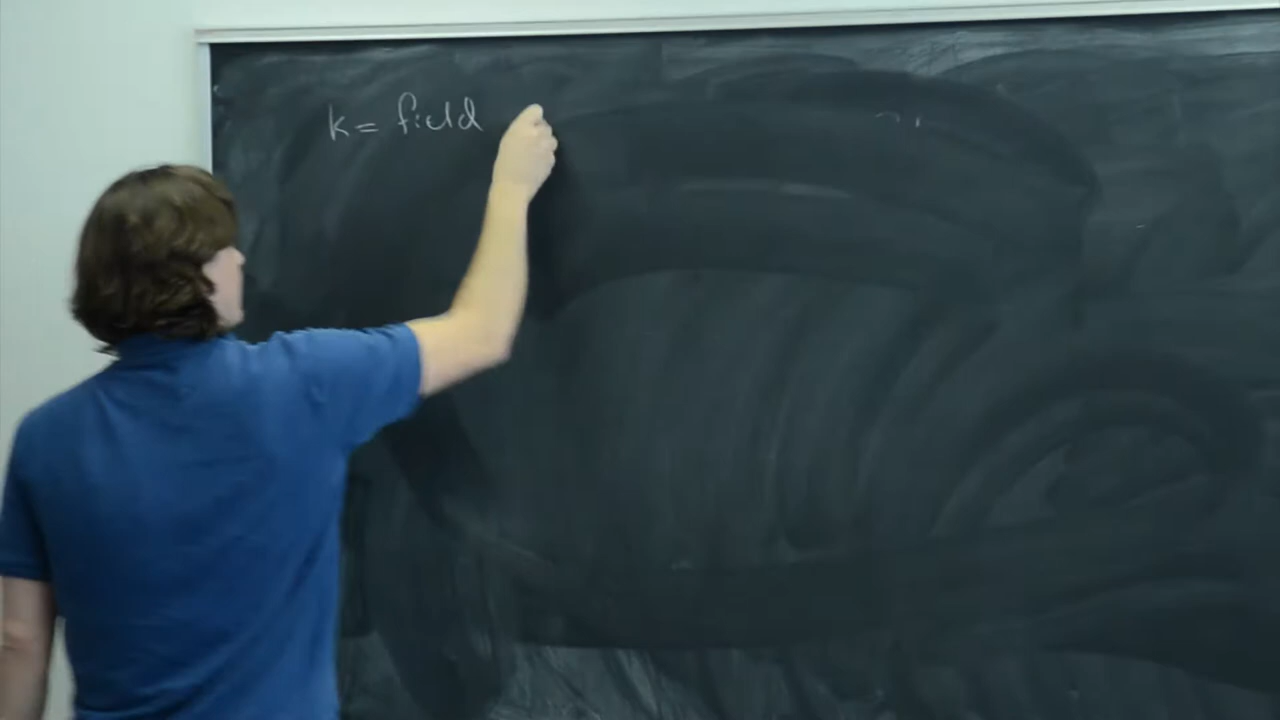 k = field